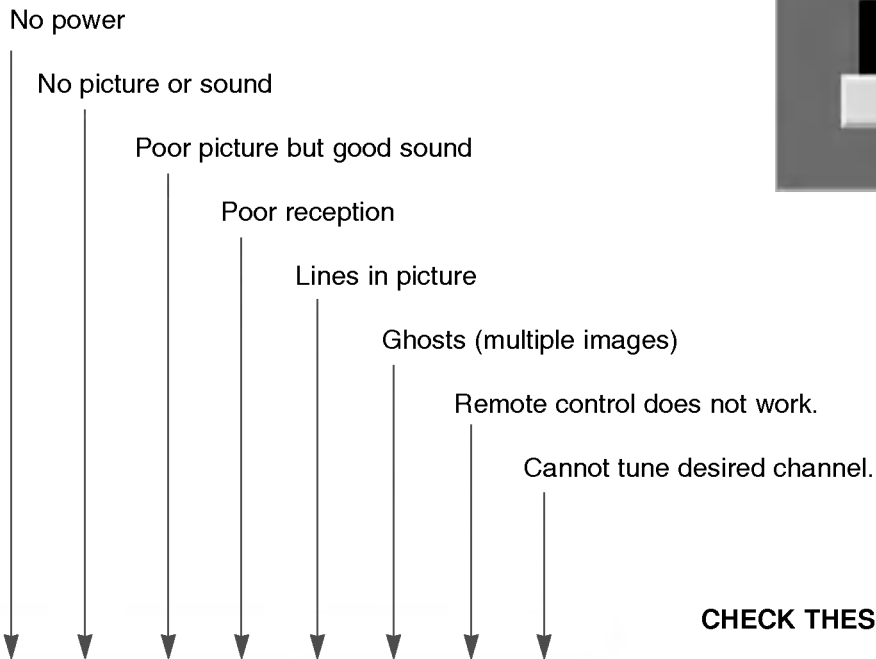 No power
No picture or sound
Poor picture but good sound
Poor reception
Lines in picture
Ghosts (multiple images)
Remote control does not work.
Cannot tune desired channel.
CHECK THES